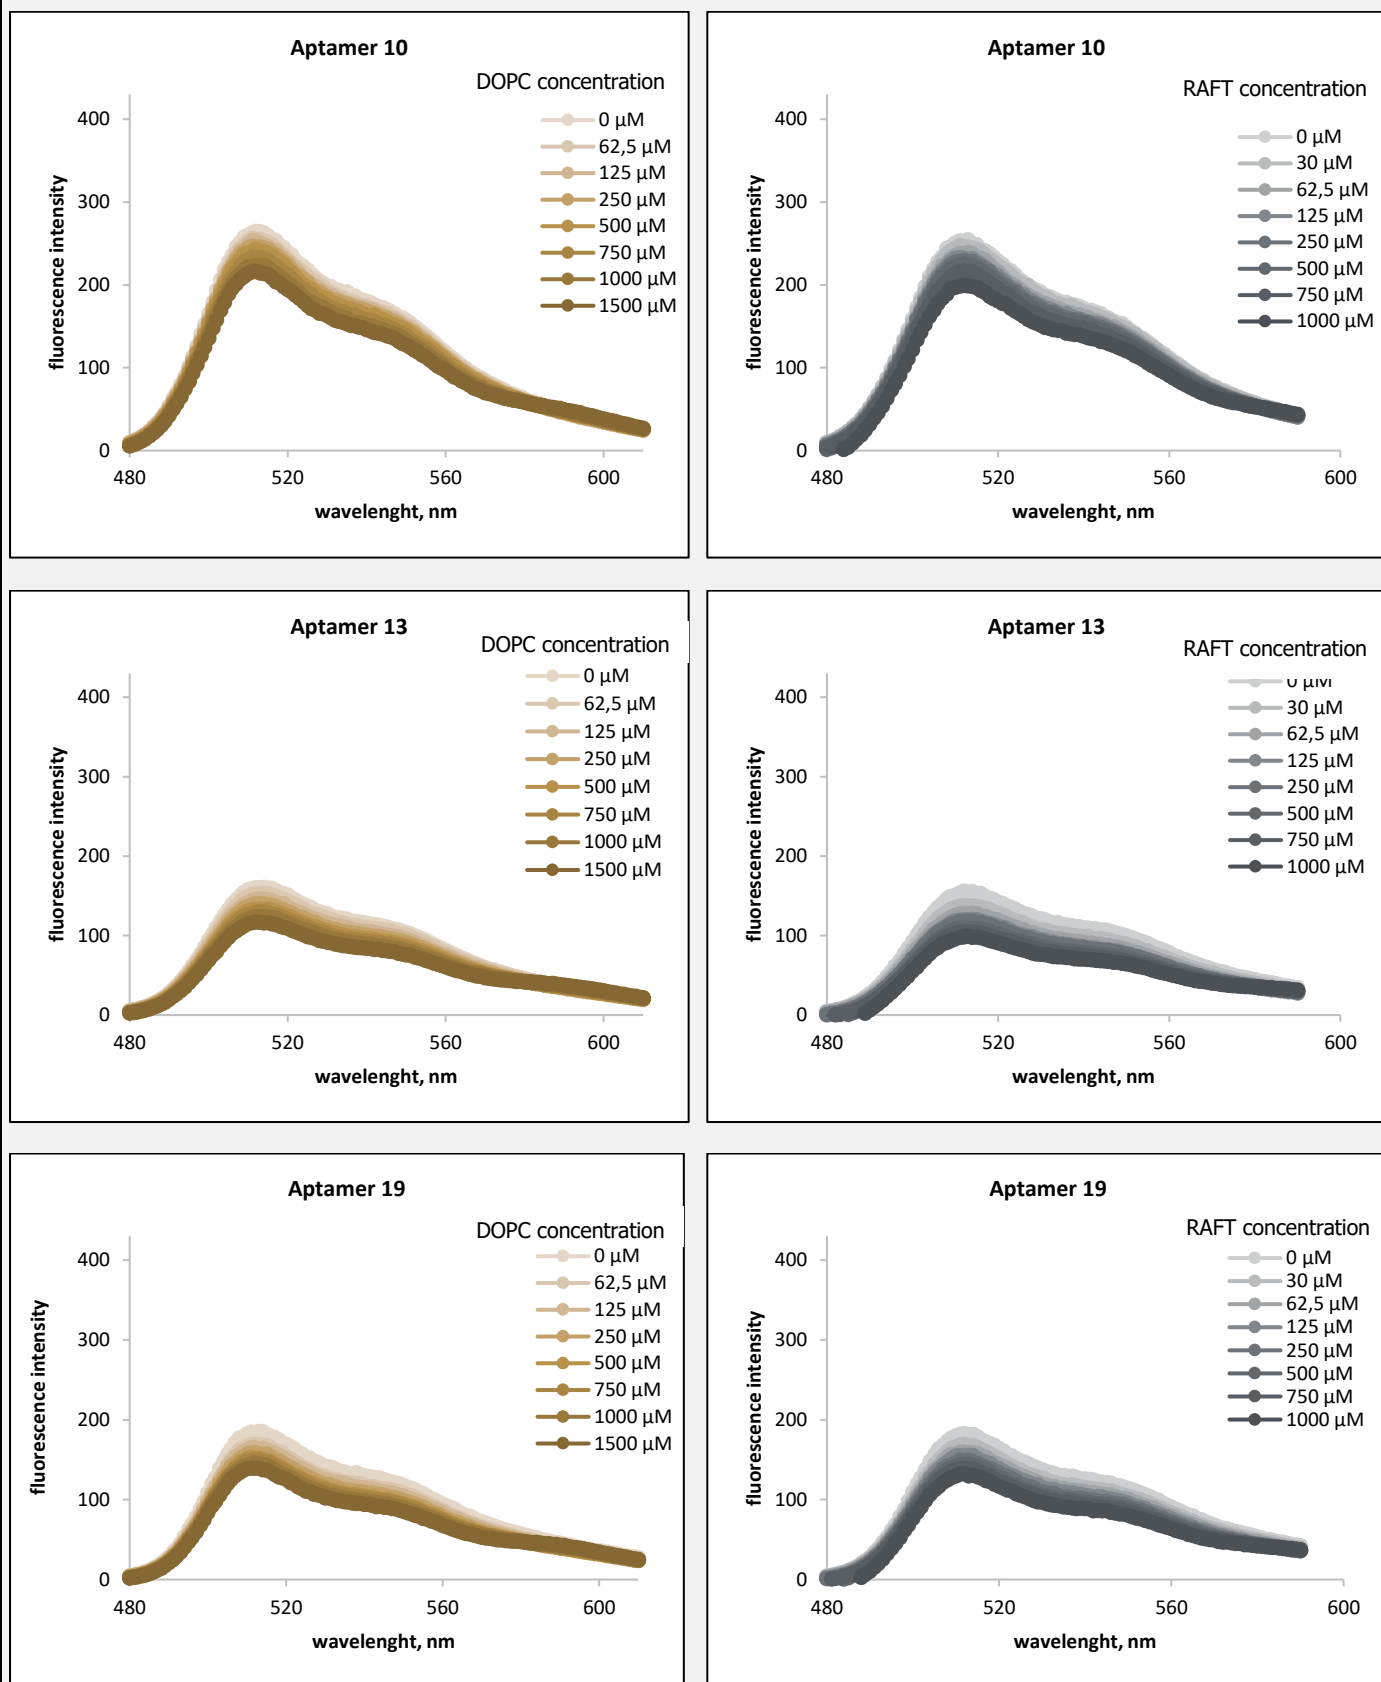 Aptamer 10
DOPC concentration
0 µM
62,5 µM
125 µM
250 µM
500 µM
750 µM
1000 µM
1500 µM
fluorescence intensity
400
300
200
100
0
480 520 560 600
wavelenght, nm
Aptamer 10
RAFT concentration
0 µM
30 µM
62,5 µM
125 µM
250 µM
500 µM
750 µM
1000 µM
fluorescence intensity
400
300
200
100
0
480 520 560 600
wavelenght, nm
Aptamer 13
DOPC concentration
0 µM
62,5 µM
125 µM
250 µM
500 µM
750 µM
1000 µM
1500 µM
fluorescence intensity
400
300
200
100
0
480 520 560 600
wavelenght, nm
Aptamer 13
RAFT concentration
0 µM
30 µM
62,5 µM
125 µM
250 µM
500 µM
750 µM
1000 µM
fluorescence intensity
400
300
200
100
0
480 520 560 600
wavelenght, nm
Aptamer 19
DOPC concentration
0 µM
62,5 µM
125 µM
250 µM
500 µM
750 µM
1000 µM
1500 µM
fluorescence intensity
400
300
200
100
0
480 520 560 600
wavelenght, nm
Aptamer 19
RAFT concentration
0 µM
30 µM
62,5 µM
125 µM
250 µM
500 µM
750 µM
1000 µM
fluorescence intensity
400
300
200
100
0
480 520 560 600
wavelenght, nm